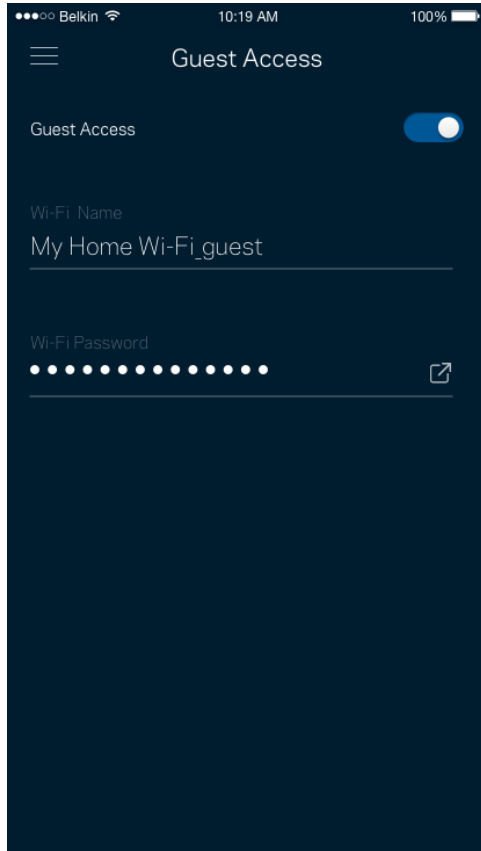 Belkin 10:19 AM 100%
Guest Access
Guest Access
Wi-Fi Name
My Home Wi-Fi_guest
Wi-Fi Password
••••••••••••••